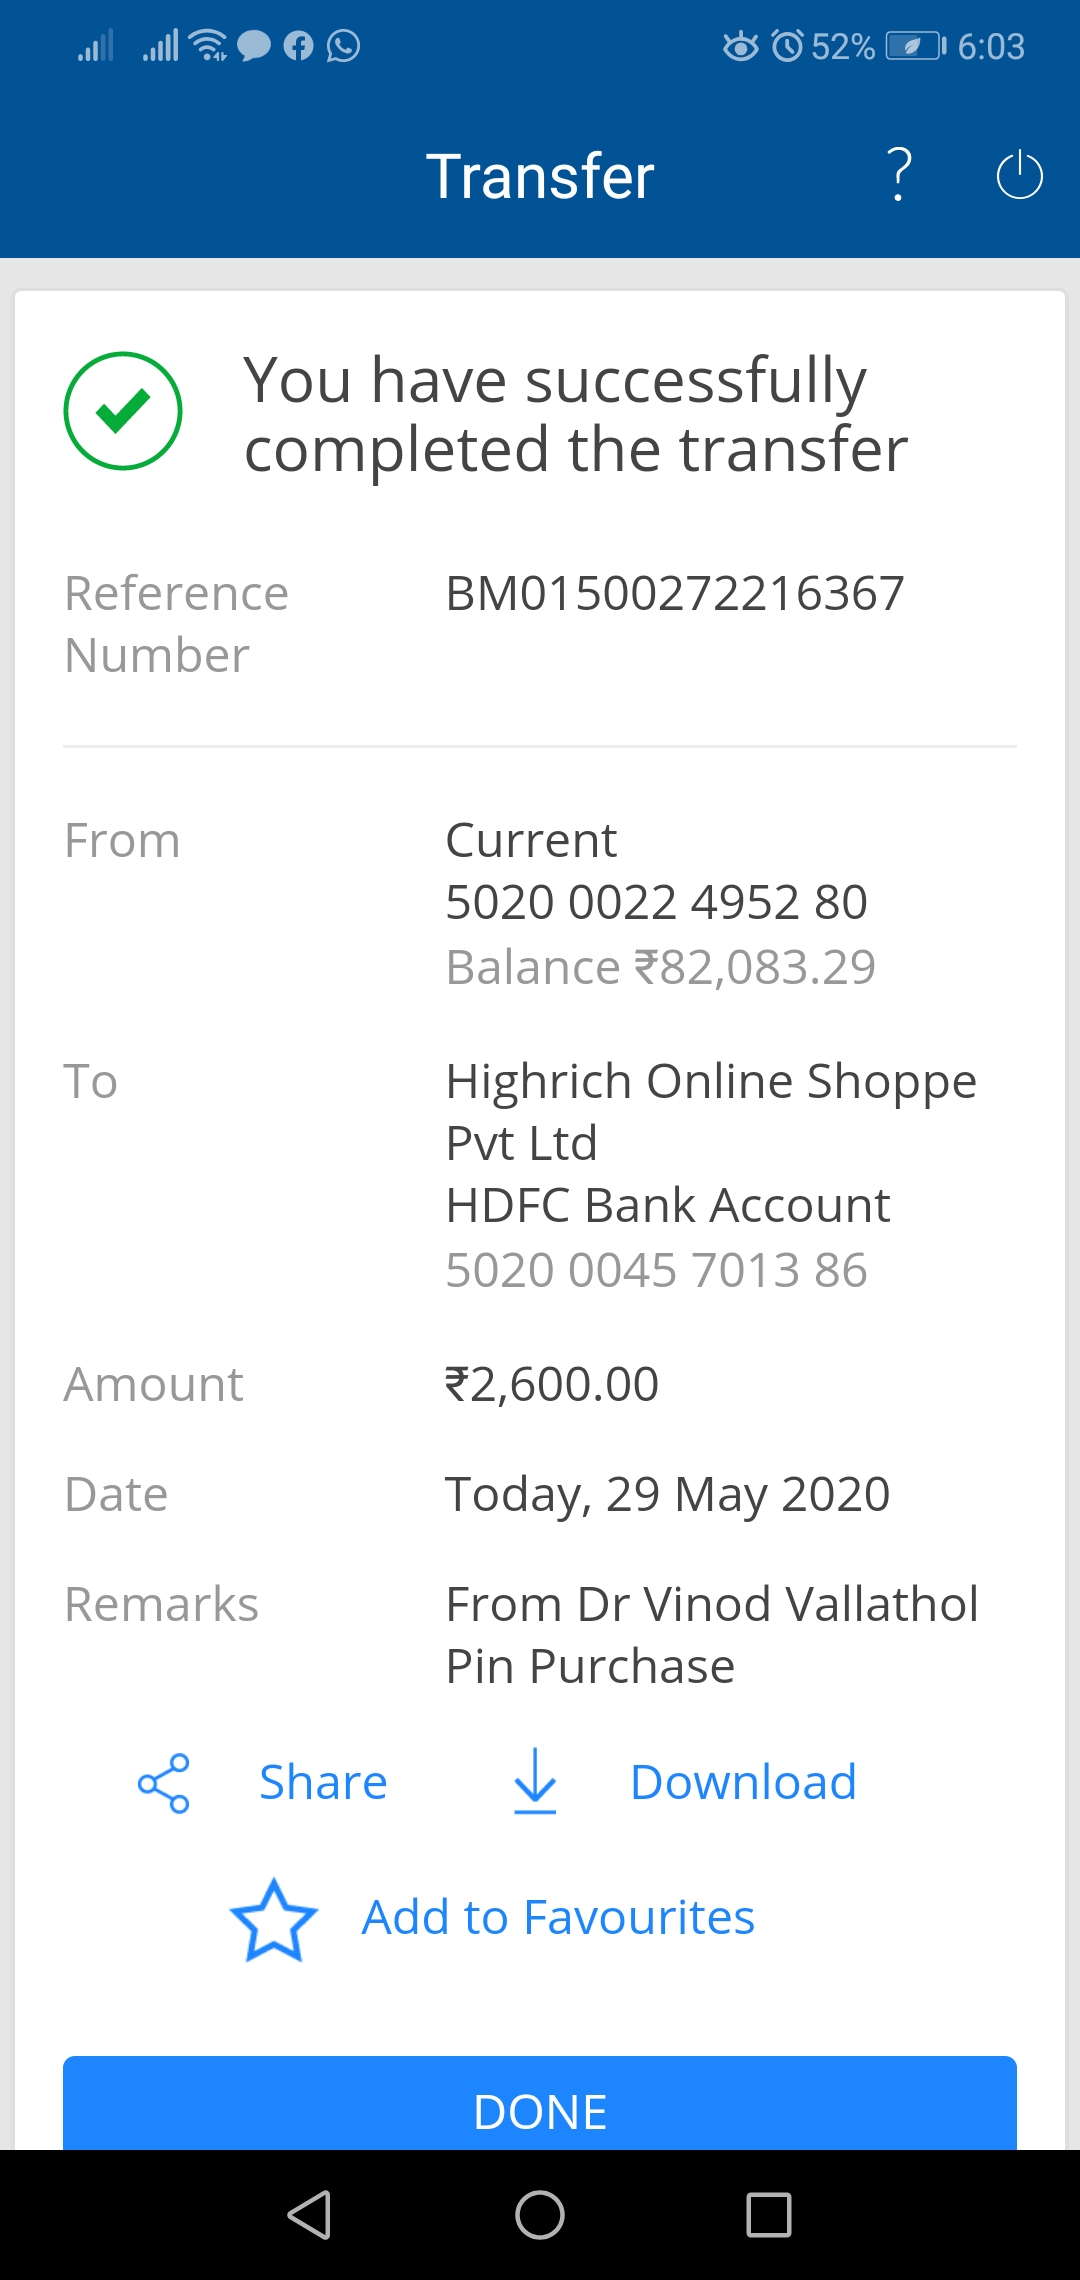 52% 6:03
Transfer ?
You have successfully
completed the transfer
Reference BM01500272216367
Number
From Current
5020 0022 4952 80
Balance ₹82,083.29
To Highrich Online Shoppe
Pvt Ltd
HDFC Bank Account
5020 0045 7013 86
Amount ₹2,600.00
Date Today, 29 May 2020
Remarks From Dr Vinod Vallathol
Pin Purchase
Share Download
Add to Favourites
DONE